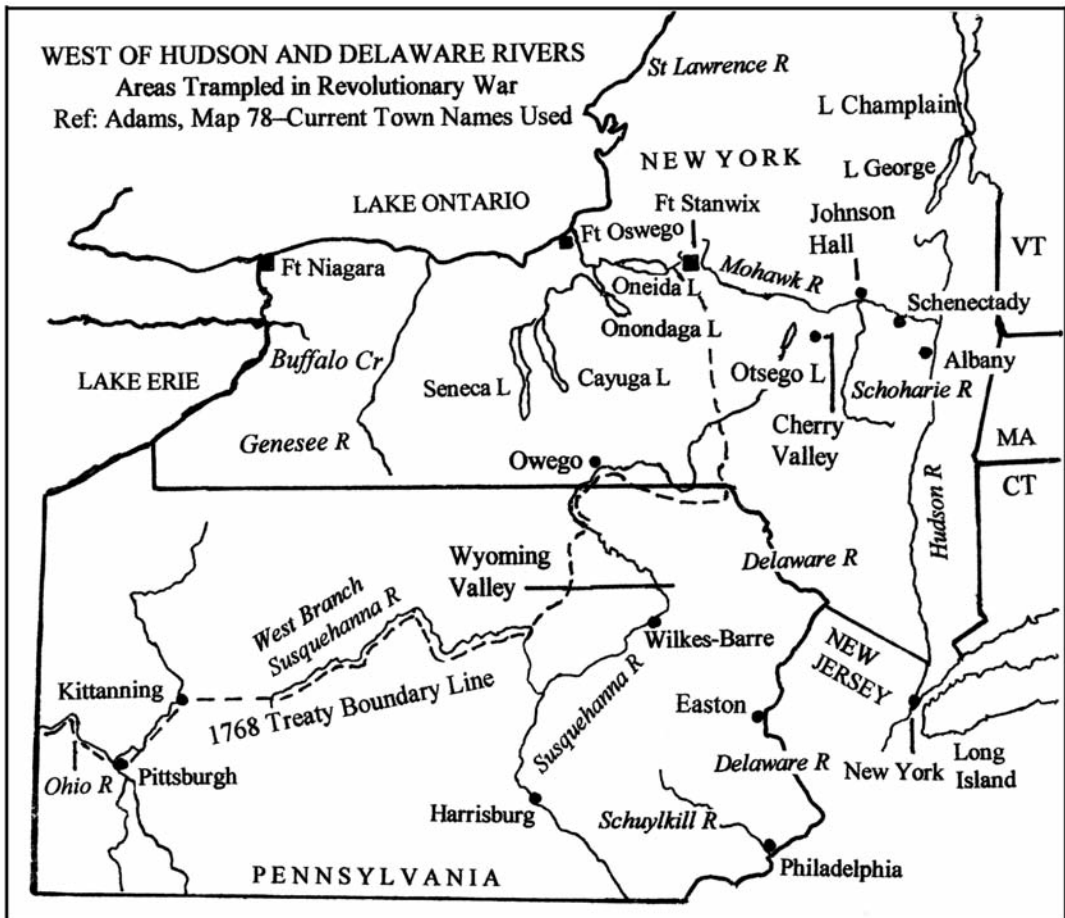 WEST OF HUDSON AND DELAWARE RIVERS
Areas Trampled in Revolutionary War
Ref: Adams, Map 78–Current Town Names Used
St Lawrence R
L Champlain
NEW YORK
L George
LAKE ONTARIO
Ft Stanwix
Johnson
Hall
Ft Oswego
VT
Ft Niagara
Mohawk R
Oneida L
Schenectady
Onondaga L
Buffalo Cr
Albany
LAKE ERIE
Seneca L
Cayuga L
Otsego L
Schoharie R
Cherry
Valley
Genesee R
MA
Owego
CT
Hudson R
Wyoming
Valley
Delaware R
West Branch
Susquehanna R
Wilkes-Barre
NEW
JERSEY
Kittanning
1768 Treaty Boundary Line
Susquehanna R
Easton
Ohio R
Pittsburgh
Delaware R
New York
Long
Island
Harrisburg
Schuylkill R
Philadelphia
PENNSYLVANIA